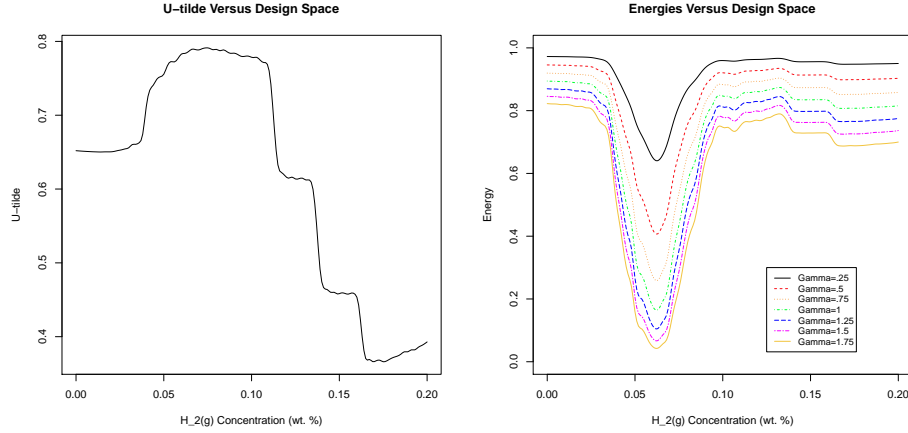 U-tilde Versus Design Space
0.8
0.7
0.6
0.5
0.4
U-tilde
0.00 0.05 0.10 0.15 0.20
H_2(g) Concentration (wt. %)
Energies Versus Design Space
1.0
0.8
0.6
0.4
0.2
0.0
Energy
Gamma=.25
Gamma=.5
Gamma=.75
Gamma=1
Gamma=1.25
Gamma=1.5
Gamma=1.75
0.00 0.05 0.10 0.15 0.20
H_2(g) Concentration (wt. %)